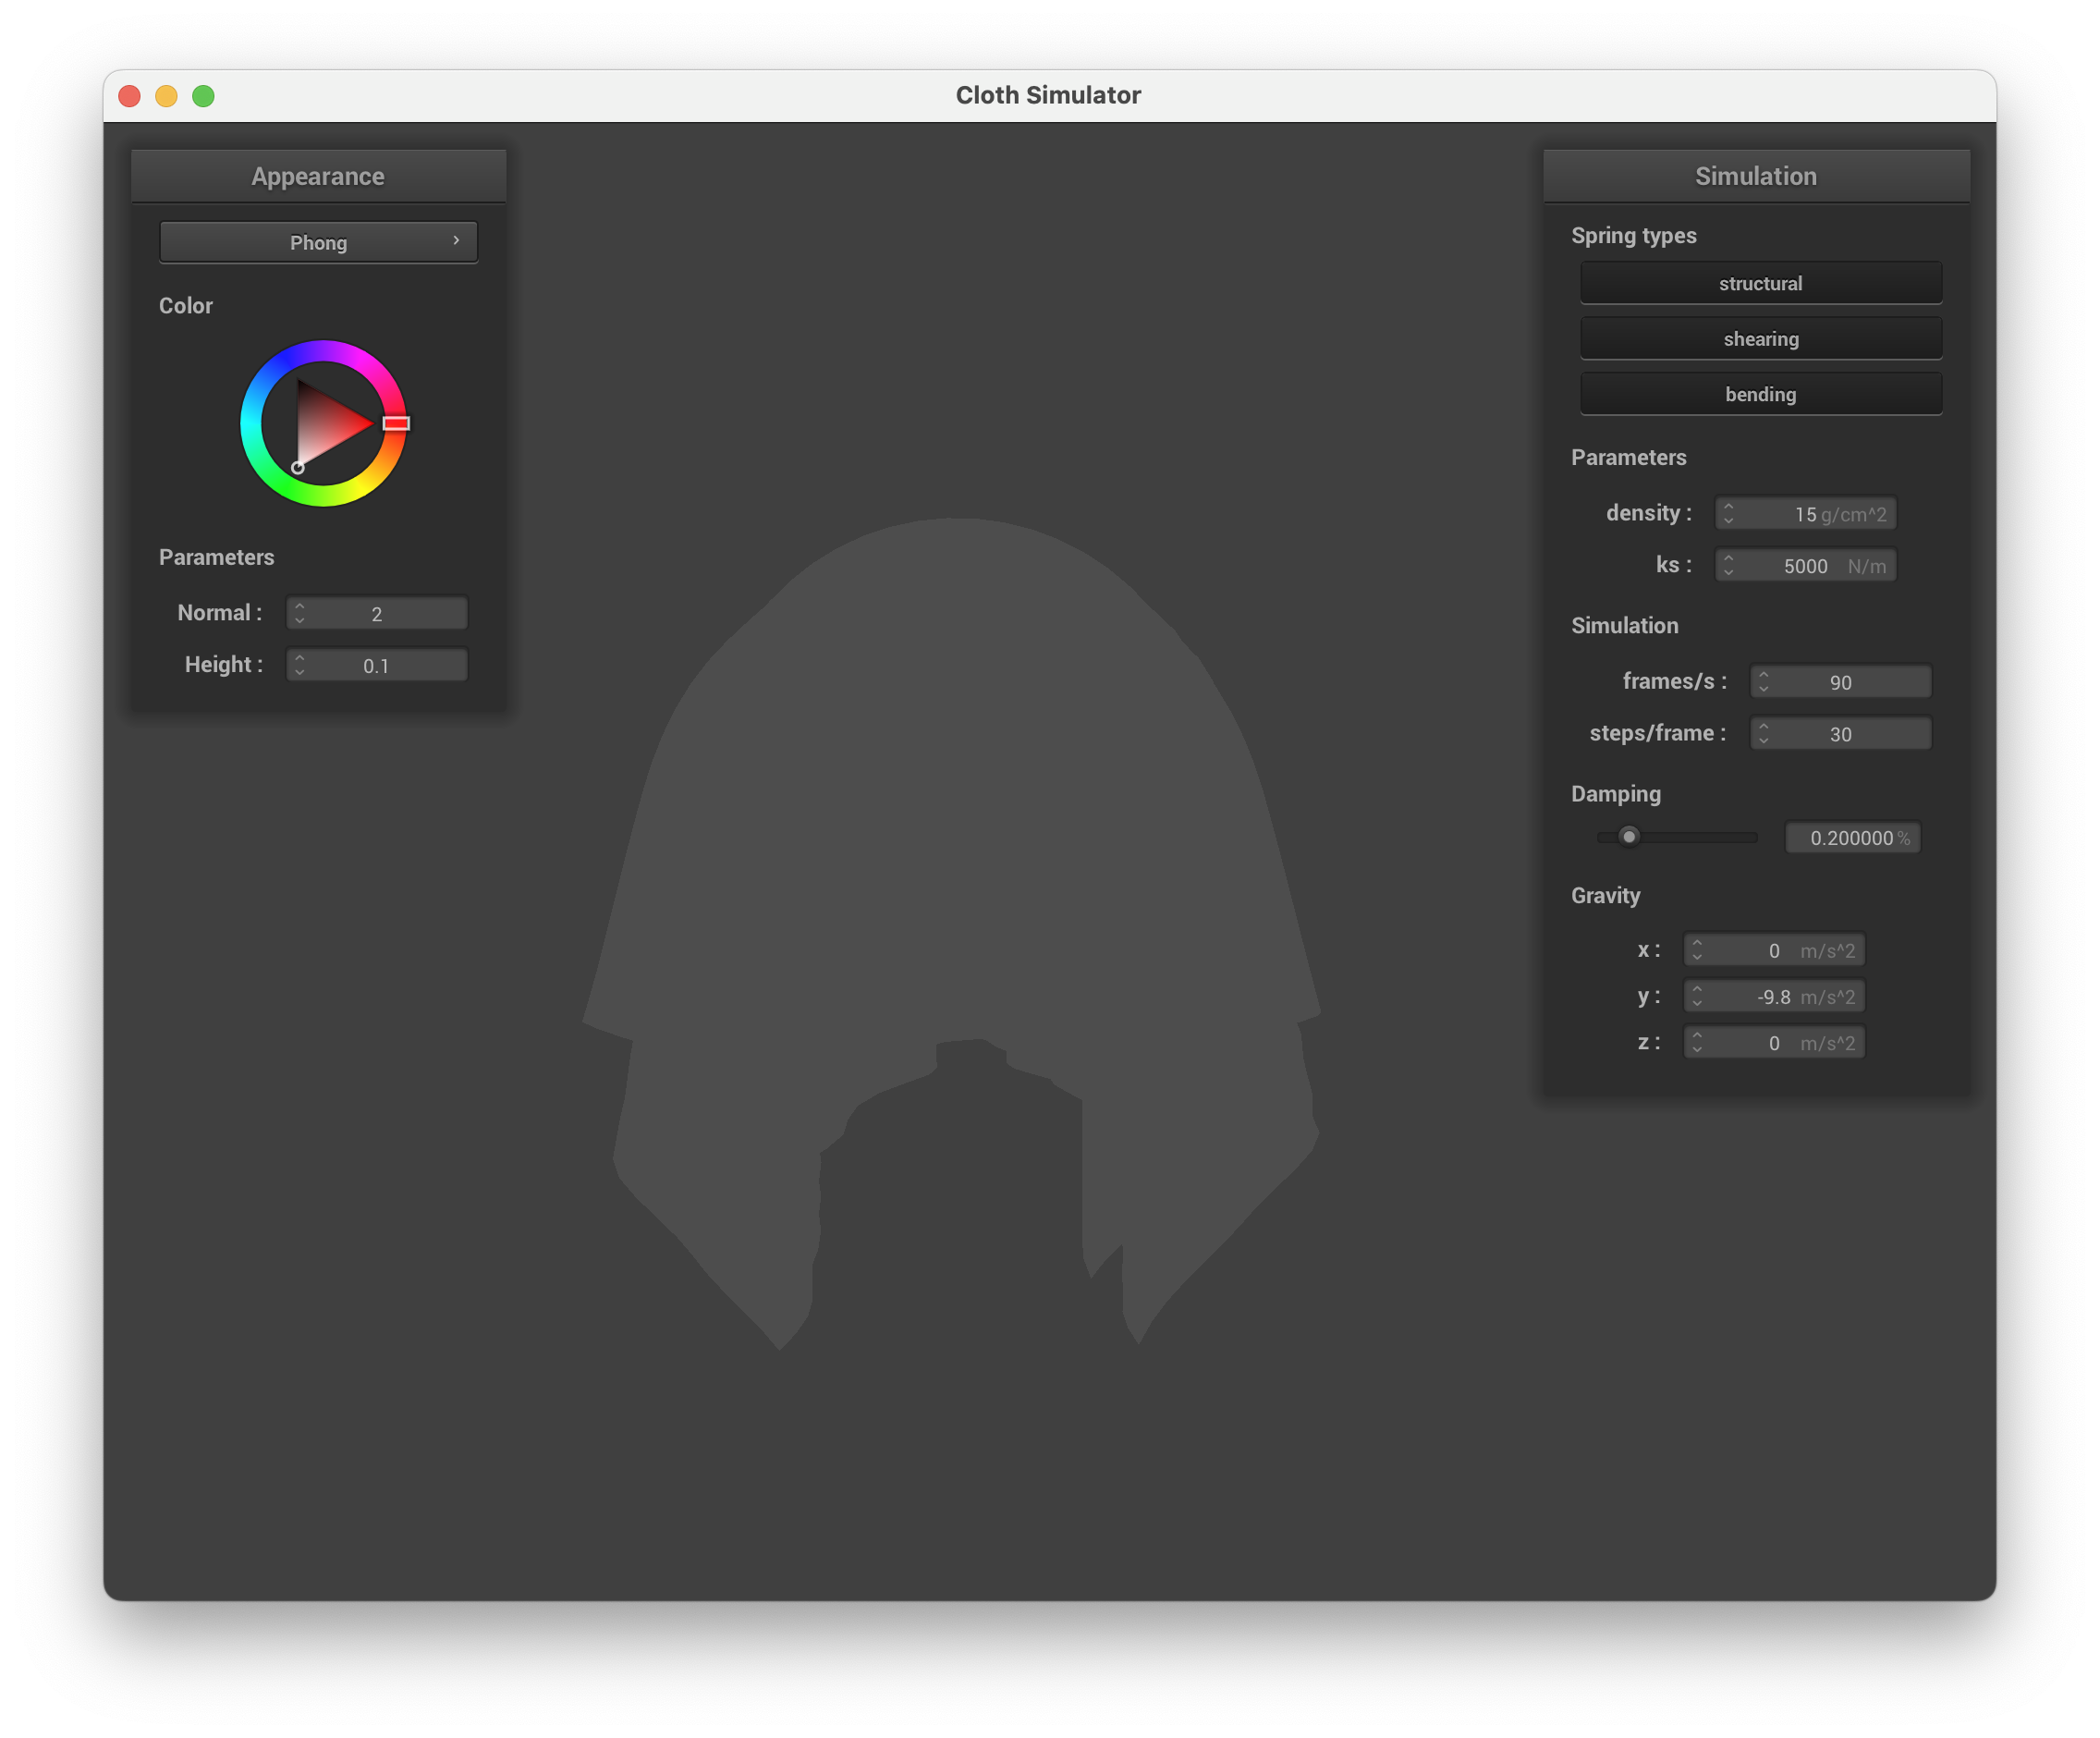 Cloth Simulator
Appearance
Phong
Color
Parameters
Normal : 2
Height : 0.1
Simulation
Spring types
structural
shearing
bending
Parameters
density : 15 g/cm^2
ks : 5000 N/m
Simulation
frames/s : 90
steps/frame : 30
Damping
0.200000 %
Gravity
x : 0 m/s^2
y : -9.8 m/s^2
z : 0 m/s^2